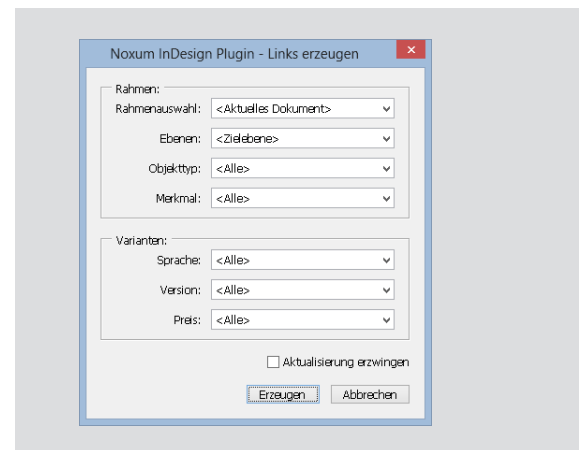 Noxum InDesign Plugin - Links erzeugen
Rahmen:
Rahmenauswahl: <Aktuelles Dokument>
Ebenen: <Zielebene>
Objekttyp: <Alle>
Merkmal: <Alle>
Varianten:
Sprache: <Alle>
Version: <Alle>
Preis: <Alle>
Aktualisierung erzwingen
Erzeugen Abbrechen